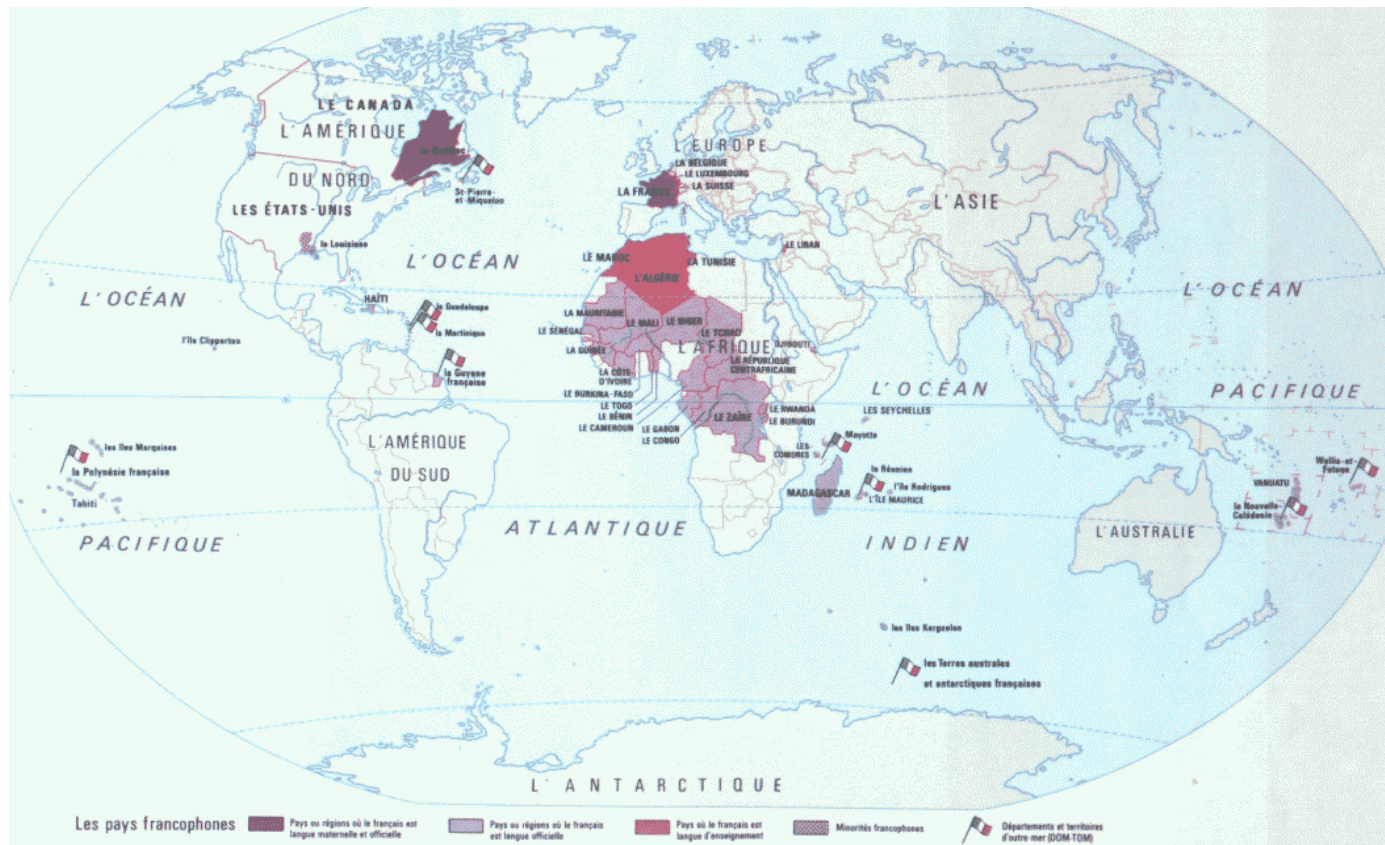 LE CANADA
L'AMÉRIQUE
DU NORD
le Québec
St-Pierre-
et-Miquelon
LES ÉTATS-UNIS
la Louisiane
L'EUROPE
LA BELGIQUE
LE LUXEMBOURG
LA SUISSE
LA FRANCE
L'ASIE
L'OCÉAN
L'OCÉAN
L'OCÉAN
LE MAROC
LA TUNISIE
L'ALGÉRIE
LE LIBAN
HAÏTI
la Guadeloupe
la Martinique
l'île Clipperton
la Guyane
française
LA MAURITANIE
LE MALI
LE NIGER
LE TCHAD
LE SÉNÉGAL
L'AFRIQUE
DJIBOUTI
LA GUINÉE
LA RÉPUBLIQUE
CENTRAFRICAINE
LA CÔTE-
D'IVOIRE
LE BURKINA-FASO
LE TOGO
LE BÉNIN
LE CAMEROUN
LE GABON
LE CONGO
LE ZAÏRE
LE RWANDA
LE BURUNDI
L'OCÉAN
PACIFIQUE
LES SEYCHELLES
LES
COMORES
Mayotte
MADAGASCAR
la Réunion
l'île Rodrigues
L'ÎLE MAURICE
les îles Marquises
la Polynésie française
Tahiti
L'AMÉRIQUE
DU SUD
Wallis-et-
Futuna
VANUATU
la Nouvelle-
Calédonie
L'AUSTRALIE
PACIFIQUE
ATLANTIQUE
INDIEN
les îles Kerguelen
les Terres australes
et antarctiques françaises
L'ANTARCTIQUE
Les pays francophones
Pays ou régions où le français est
langue maternelle et officielle
Pays ou régions où le français
est langue officielle
Pays où le français est
langue d'enseignement
Minorités francophones
Départements et territoires
d'outre-mer (DOM-TOM)